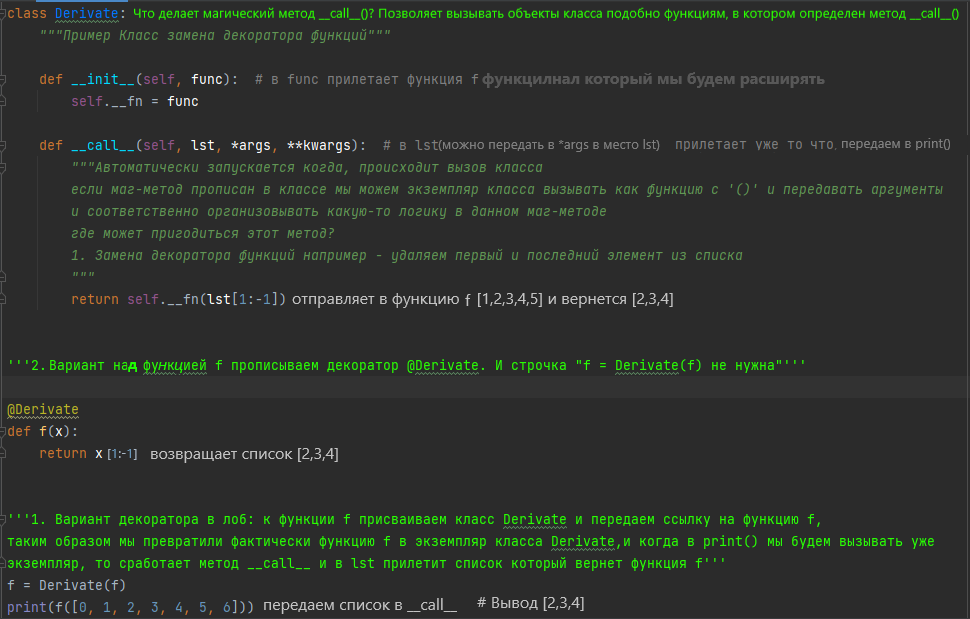 class Derivate: Что делает магический метод __call__()? Позволяет вызывать объекты класса подобно функциям, в котором определен метод __call__()
"""Пример Класс замена декоратора функций"""
def __init__(self, func):  # в func прилетает функция f функцилнал который мы будем расширять
self.__fn = func
def __call__(self, lst, *args, **kwargs):  # в lst(можно передать в *args в место lst) прилетает уже то что, передаем в print()
"""Автоматически запускается когда, происходит вызов класса
если маг-метод прописан в классе мы можем экземпляр класса вызывать как функцию с '()' и передавать аргументы
и соответственно организовывать какую-то логику в данном маг-методе
где может пригодиться этот метод?
1. Замена декоратора функций например - удаляем первый и последний элемент из списка
"""
return self.__fn(lst[1:-1]) отправляет в функцию f [1,2,3,4,5] и вернется [2,3,4]
'''2.Вариант над функцией f прописываем декоратор @Derivate. И строчка "f = Derivate(f) не нужна"'''
@Derivate
def f(x):
return x [1:-1] возвращает список [2,3,4]
'''1. Вариант декоратора в лоб: к функции f присваиваем класс Derivate и передаем ссылку на функцию f,
таким образом мы превратили фактически функцию f в экземпляр класса Derivate,и когда в print() мы будем вызывать уже
экземпляр, то сработает метод __call__ и в lst прилетит список который вернет функция f'''
f = Derivate(f)
print(f([0, 1, 2, 3, 4, 5, 6])) передаем список в __call__ # Вывод [2,3,4]